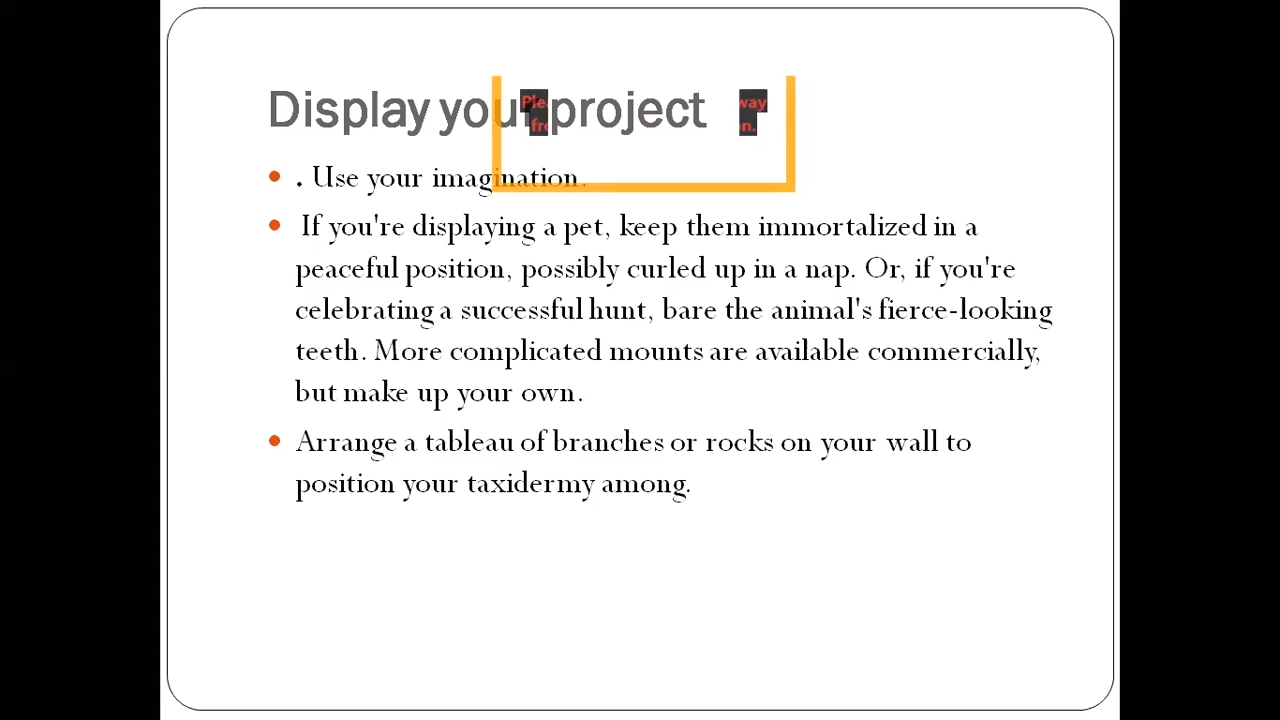 Display your project
• . Use your imagination.
• If you're displaying a pet, keep them immortalized in a
peaceful position, possibly curled up in a nap. Or, if you're
celebrating a successful hunt, bare the animal's fierce-looking
teeth. More complicated mounts are available commercially,
but make up your own.
• Arrange a tableau of branches or rocks on your wall to
position your taxidermy among.